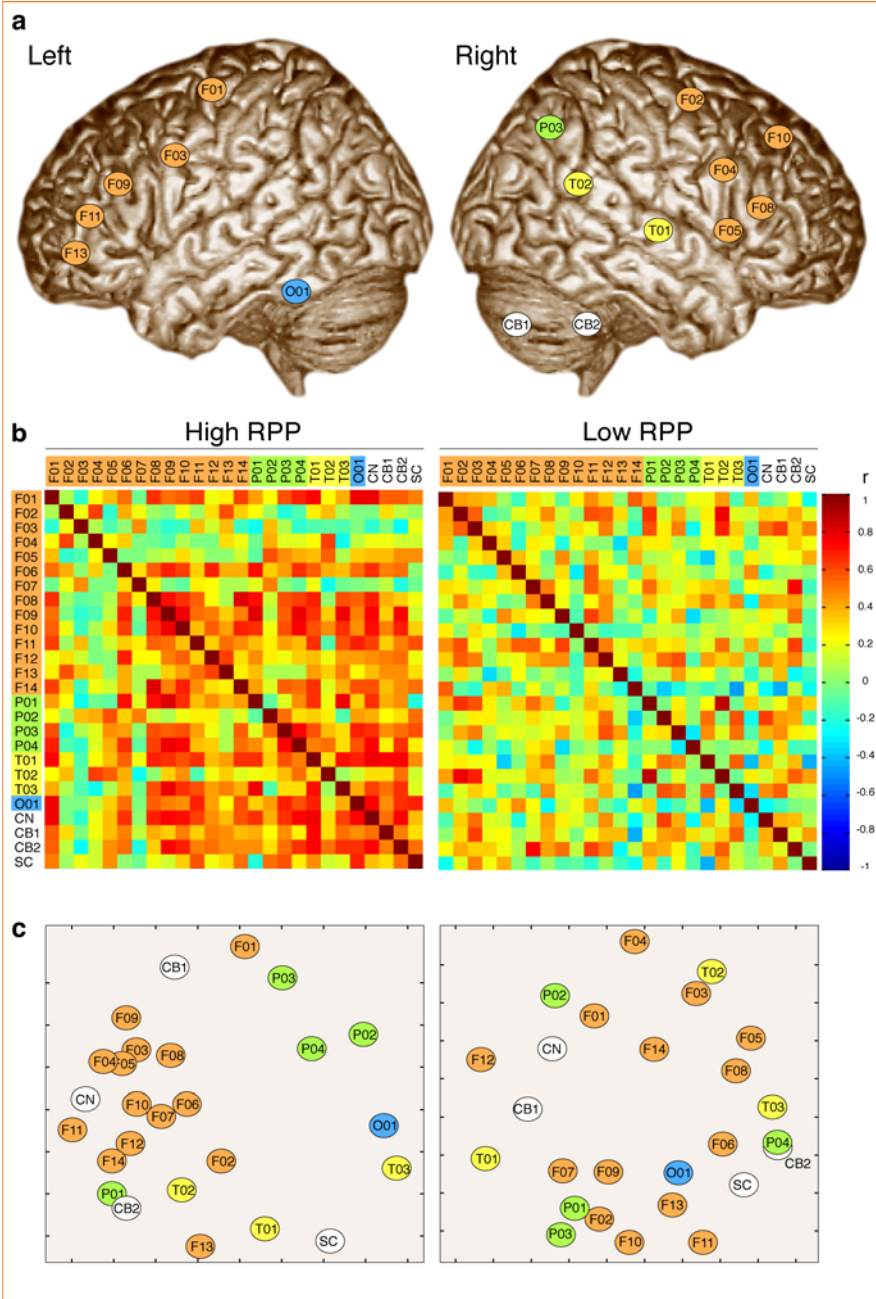 a
Left Right
F01
F02
P03
F10
F03
F04
F09
T02
F08
F11
T01
F05
F13
O01
CB1 CB2
b
High RPP Low RPP
F01 F02 F03 F04 F05 F06 F07 F08 F09 F10 F11 F12 F13 F14 P01 P02 P03 P04 T01 T02 T03 O01 CN CB1 CB2 SC
F01 F02 F03 F04 F05 F06 F07 F08 F09 F10 F11 F12 F13 F14 P01 P02 P03 P04 T01 T02 T03 O01 CN CB1 CB2 SC
r
F01
F02
F03
F04
F05
F06
F07
F08
F09
F10
F11
F12
F13
F14
P01
P02
P03
P04
T01
T02
T03
O01
CN
CB1
CB2
SC
1
0.8
0.6
0.4
0.2
0
-0.2
-0.4
-0.6
-0.8
-1
c
F01
CB1
P03
F09
P02
F03
P04
F08
F04
F05
CN
F10
F06
F07
F11
O01
F12
F14
F02
T03
P01
T02
CB2
T01
SC
F13
F04
T02
P02
F03
F01
F05
CN
F14
F12
F08
CB1
T03
F06
P04
T01
CB2
F07
F09
O01
SC
P01
F13
F02
P03
F10
F11